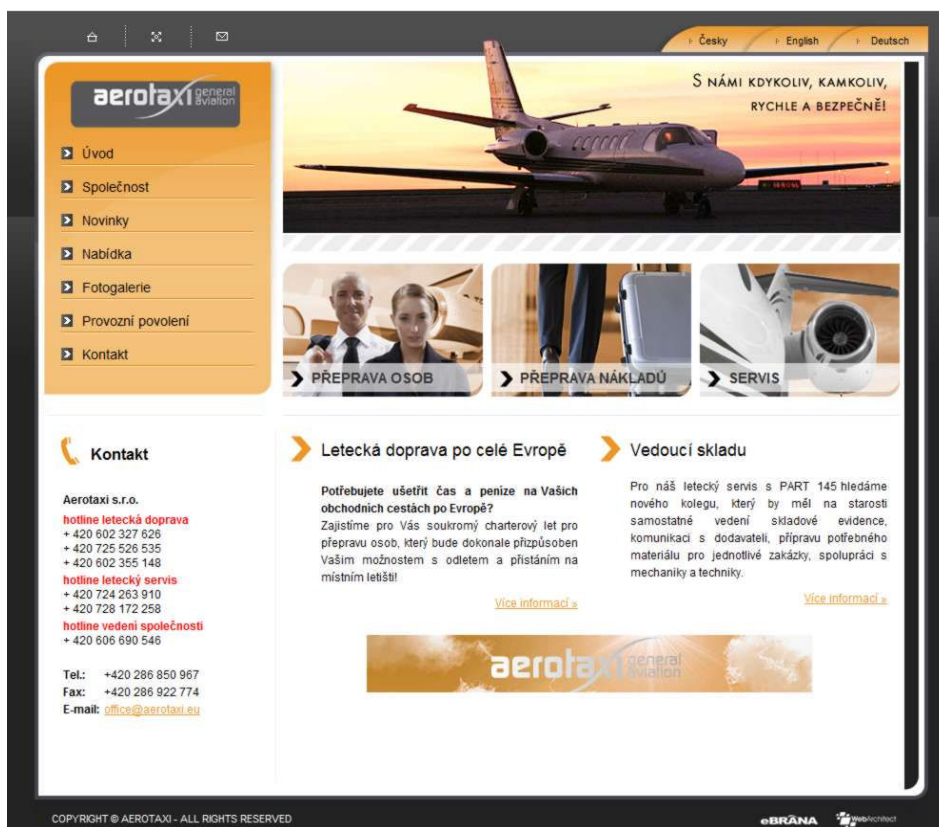 Česky
English
Deutsch
aerotaxi general aviation
S NÁMI KDYKOLIV, KAMKOLIV,
RYCHLE A BEZPEČNĚ!
Úvod
Společnost
Novinky
Nabídka
Fotogalerie
Provozní povolení
Kontakt
PŘEPRAVA OSOB
PŘEPRAVA NÁKLADŮ
SERVIS
Kontakt
Aerotaxi s.r.o.
hotline letecká doprava
+ 420 602 327 626
+ 420 725 526 535
+ 420 602 355 148
hotline letecký servis
+ 420 724 263 910
+ 420 728 172 258
hotline vedení společnosti
+ 420 606 690 546
Tel.: +420 286 850 967
Fax: +420 286 922 774
E-mail: office@aerotaxi.eu
Letecká doprava po celé Evropě
Potřebujete ušetřit čas a peníze na Vašich
obchodních cestách po Evropě?
Zajistíme pro Vás soukromý charterový let pro
přepravu osob, který bude dokonale přizpůsoben
Vašim možnostem s odletem a přistáním na
místním letišti!
Více informací »
Vedoucí skladu
Pro náš letecký servis s PART 145 hledáme
nového kolegu, který by měl na starosti
samostatné vedení skladové evidence,
komunikaci s dodavateli, přípravu potřebného
materiálu pro jednotlivé zakázky, spolupráci s
mechaniky a techniky.
Více informací »
aerotaxi general aviation
COPYRIGHT © AEROTAXI - ALL RIGHTS RESERVED
eBRÁNA
WebArchitect